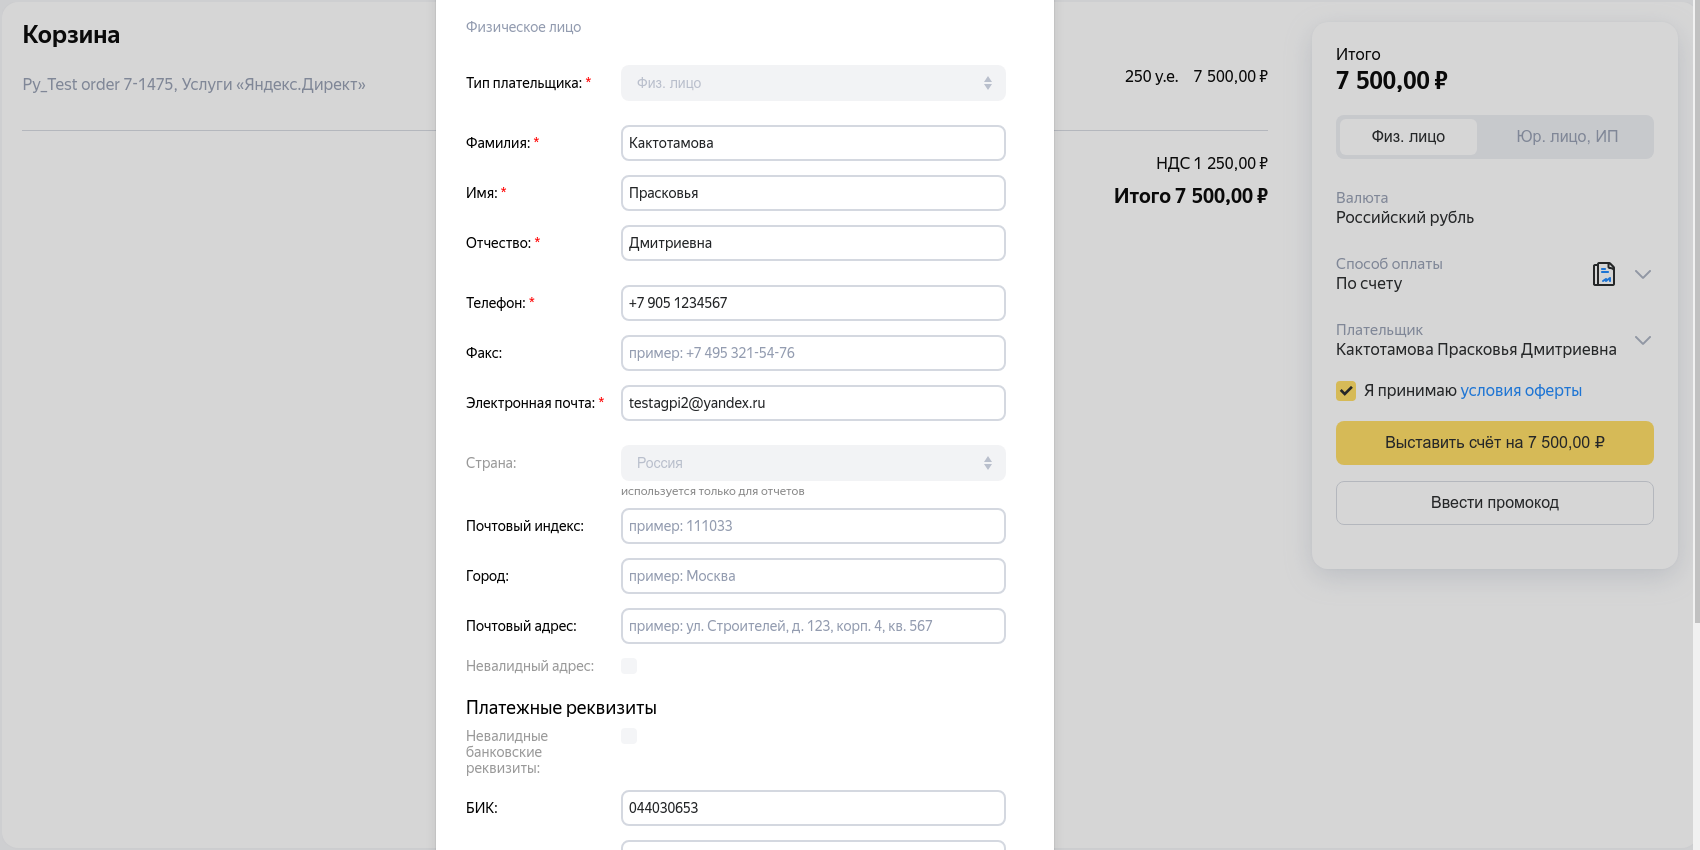 Корзина
Py_Test order 7-1475, Услуги «Яндекс.Директ»
250 у.е. 7 500,00 ₽
НДС 1 250,00 ₽
Итого 7 500,00 ₽
Физическое лицо
Тип плательщика: * Физ. лицо
Фамилия: * Кактотамова
Имя: * Прасковья
Отчество: * Дмитриевна
Телефон: * +7 905 1234567
Факс: пример: +7 495 321-54-76
Электронная почта: * testagpi2@yandex.ru
Страна: Россия
используется только для отчетов
Почтовый индекс: пример: 111033
Город: пример: Москва
Почтовый адрес: пример: ул. Строителей, д. 123, корп. 4, кв. 567
Невалидный адрес:
Платежные реквизиты
Невалидные
банковские
реквизиты:
БИК: 044030653
Итого
7 500,00 ₽
Физ. лицо Юр. лицо, ИП
Валюта
Российский рубль
Способ оплаты
По счету
Плательщик
Кактотамова Прасковья Дмитриевна
Я принимаю условия оферты
Выставить счёт на 7 500,00 ₽
Ввести промокод